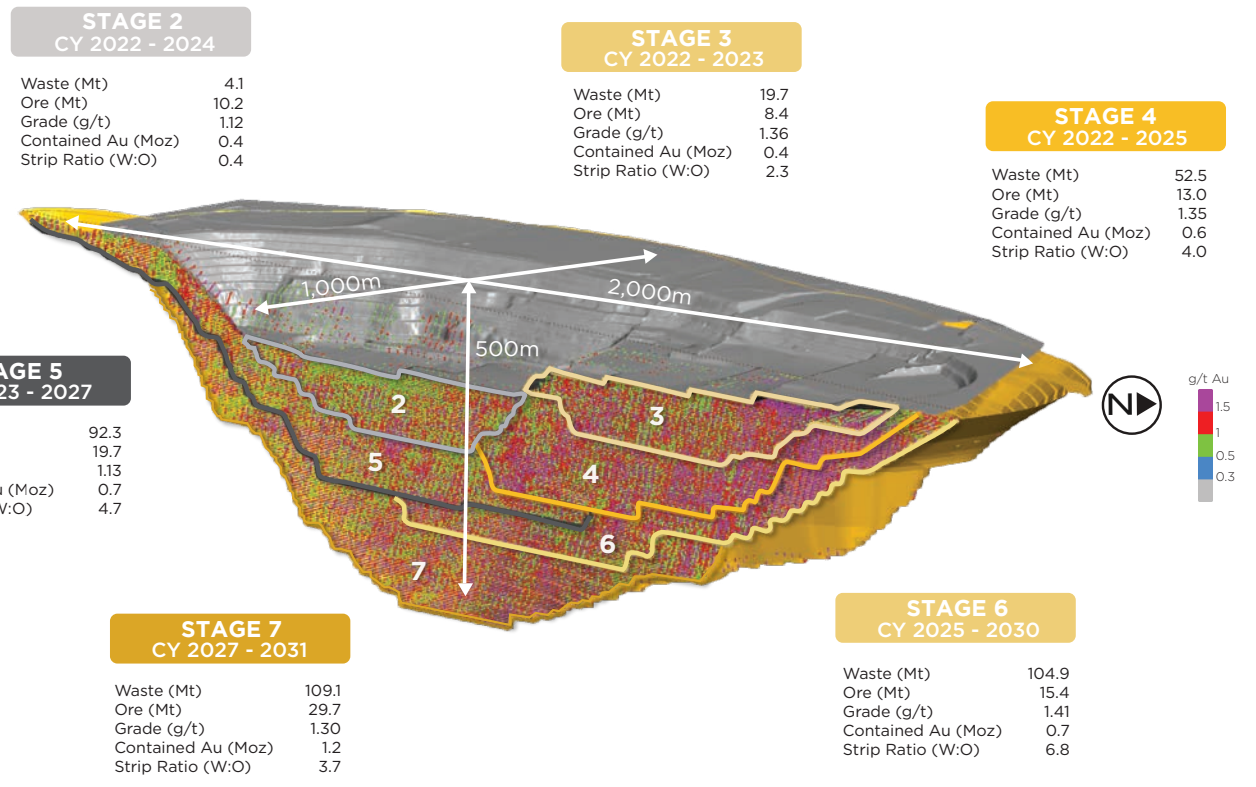 STAGE 2
CY 2022 - 2024
Waste (Mt) 4.1
Ore (Mt) 10.2
Grade (g/t) 1.12
Contained Au (Moz) 0.4
Strip Ratio (W:O) 0.4
STAGE 3
CY 2022 - 2023
Waste (Mt) 19.7
Ore (Mt) 8.4
Grade (g/t) 1.36
Contained Au (Moz) 0.4
Strip Ratio (W:O) 2.3
STAGE 4
CY 2022 - 2025
Waste (Mt) 52.5
Ore (Mt) 13.0
Grade (g/t) 1.35
Contained Au (Moz) 0.6
Strip Ratio (W:O) 4.0
1,000m
2,000m
500m
2
3
4
5
6
7
N
g/t Au
1.5
1
0.5
0.3
AGE 5
23 - 2027
92.3
19.7
1.13
(Moz) 0.7
W:O) 4.7
STAGE 7
CY 2027 - 2031
Waste (Mt) 109.1
Ore (Mt) 29.7
Grade (g/t) 1.30
Contained Au (Moz) 1.2
Strip Ratio (W:O) 3.7
STAGE 6
CY 2025 - 2030
Waste (Mt) 104.9
Ore (Mt) 15.4
Grade (g/t) 1.41
Contained Au (Moz) 0.7
Strip Ratio (W:O) 6.8